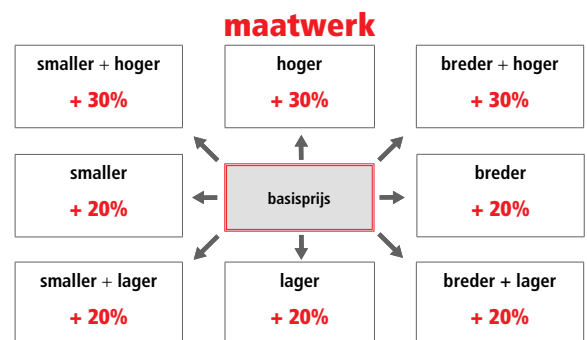 maatwerk
smaller + hoger
+ 30%
hoger
+ 30%
breder + hoger
+ 30%
smaller
+ 20%
basisprijs
breder
+ 20%
smaller + lager
+ 20%
lager
+ 20%
breder + lager
+ 20%